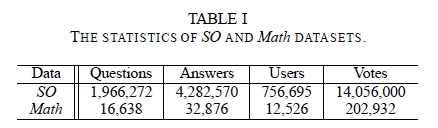 TABLE I
THE STATISTICS OF SO AND Math DATASETS.
Data Questions Answers Users Votes
SO 1,966,272 4,282,570 756,695 14,056,000
Math 16,638 32,876 12,526 202,932